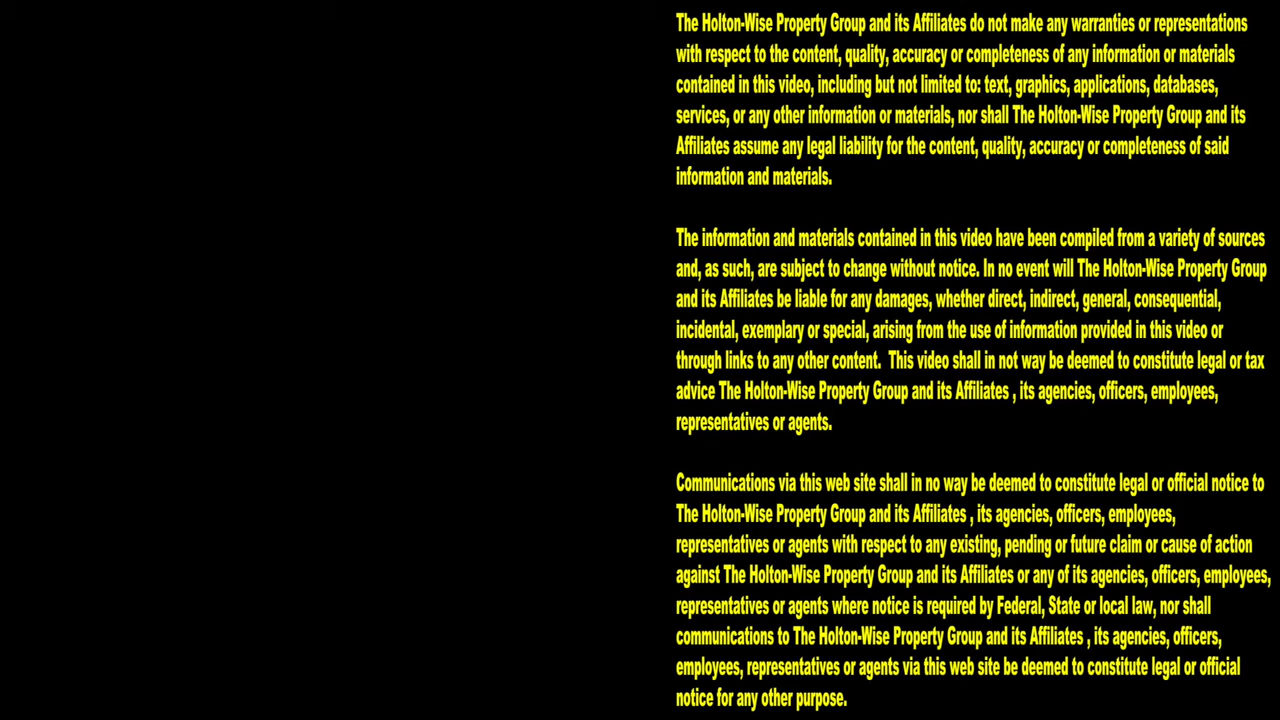 The Holton-Wise Property Group and its Affiliates do not make any warranties or representations
with respect to the content, quality, accuracy or completeness of any information or materials
contained in this video, including but not limited to: text, graphics, applications, databases,
services, or any other information or materials, nor shall The Holton-Wise Property Group and its
Affiliates assume any legal liability for the content, quality, accuracy or completeness of said
information and materials.
The information and materials contained in this video have been compiled from a variety of sources
and, as such, are subject to change without notice. In no event will The Holton-Wise Property Group
and its Affiliates be liable for any damages, whether direct, indirect, general, consequential,
incidental, exemplary or special, arising from the use of information provided in this video or
through links to any other content.  This video shall in not way be deemed to constitute legal or tax
advice The Holton-Wise Property Group and its Affiliates , its agencies, officers, employees,
representatives or agents.
Communications via this web site shall in no way be deemed to constitute legal or official notice to
The Holton-Wise Property Group and its Affiliates , its agencies, officers, employees,
representatives or agents with respect to any existing, pending or future claim or cause of action
against The Holton-Wise Property Group and its Affiliates or any of its agencies, officers, employees,
representatives or agents where notice is required by Federal, State or local law, nor shall
communications to The Holton-Wise Property Group and its Affiliates , its agencies, officers,
employees, representatives or agents via this web site be deemed to constitute legal or official
notice for any other purpose.